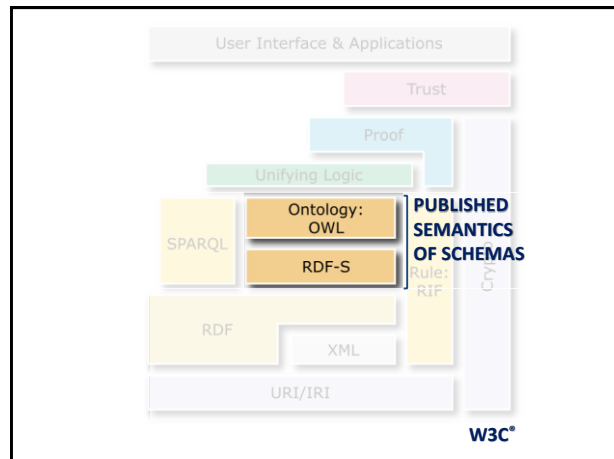 User Interface & Applications
Trust
Proof
Unifying Logic
Ontology:
OWL
PUBLISHED
SEMANTICS
OF SCHEMAS
SPARQL
RDF-S
Rule:
RIF
Crypto
RDF
XML
URI/IRI
W3C®